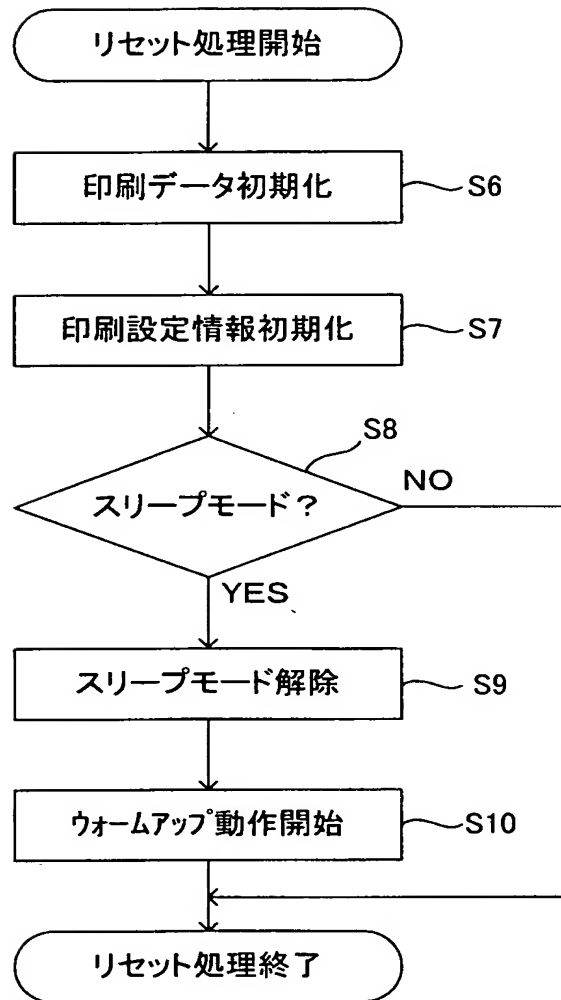 リセット処理開始
印刷データ初期化
S6
印刷設定情報初期化
S7
S8
スリープモード？
NO
YES
スリープモード解除
S9
ウォームアップ動作開始
S10
リセット処理終了